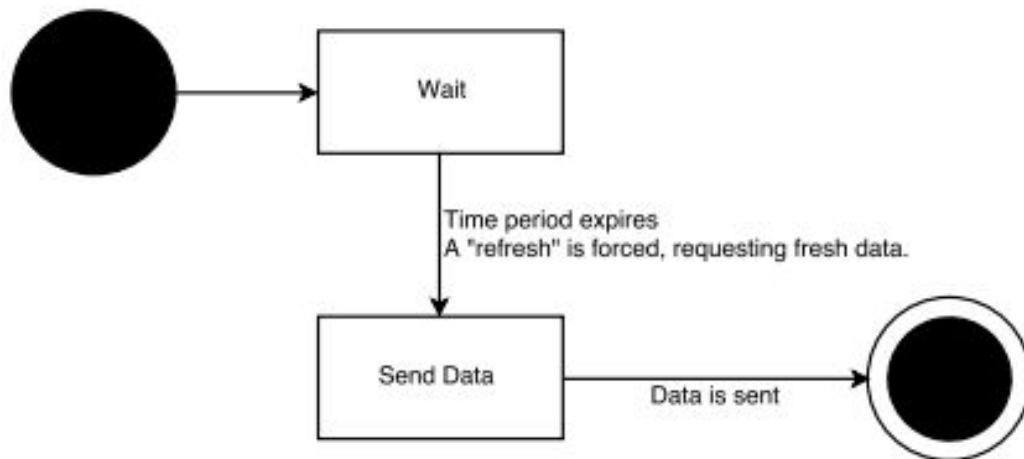 Wait
Time period expires
A "refresh" is forced, requesting fresh data.
Send Data
Data is sent